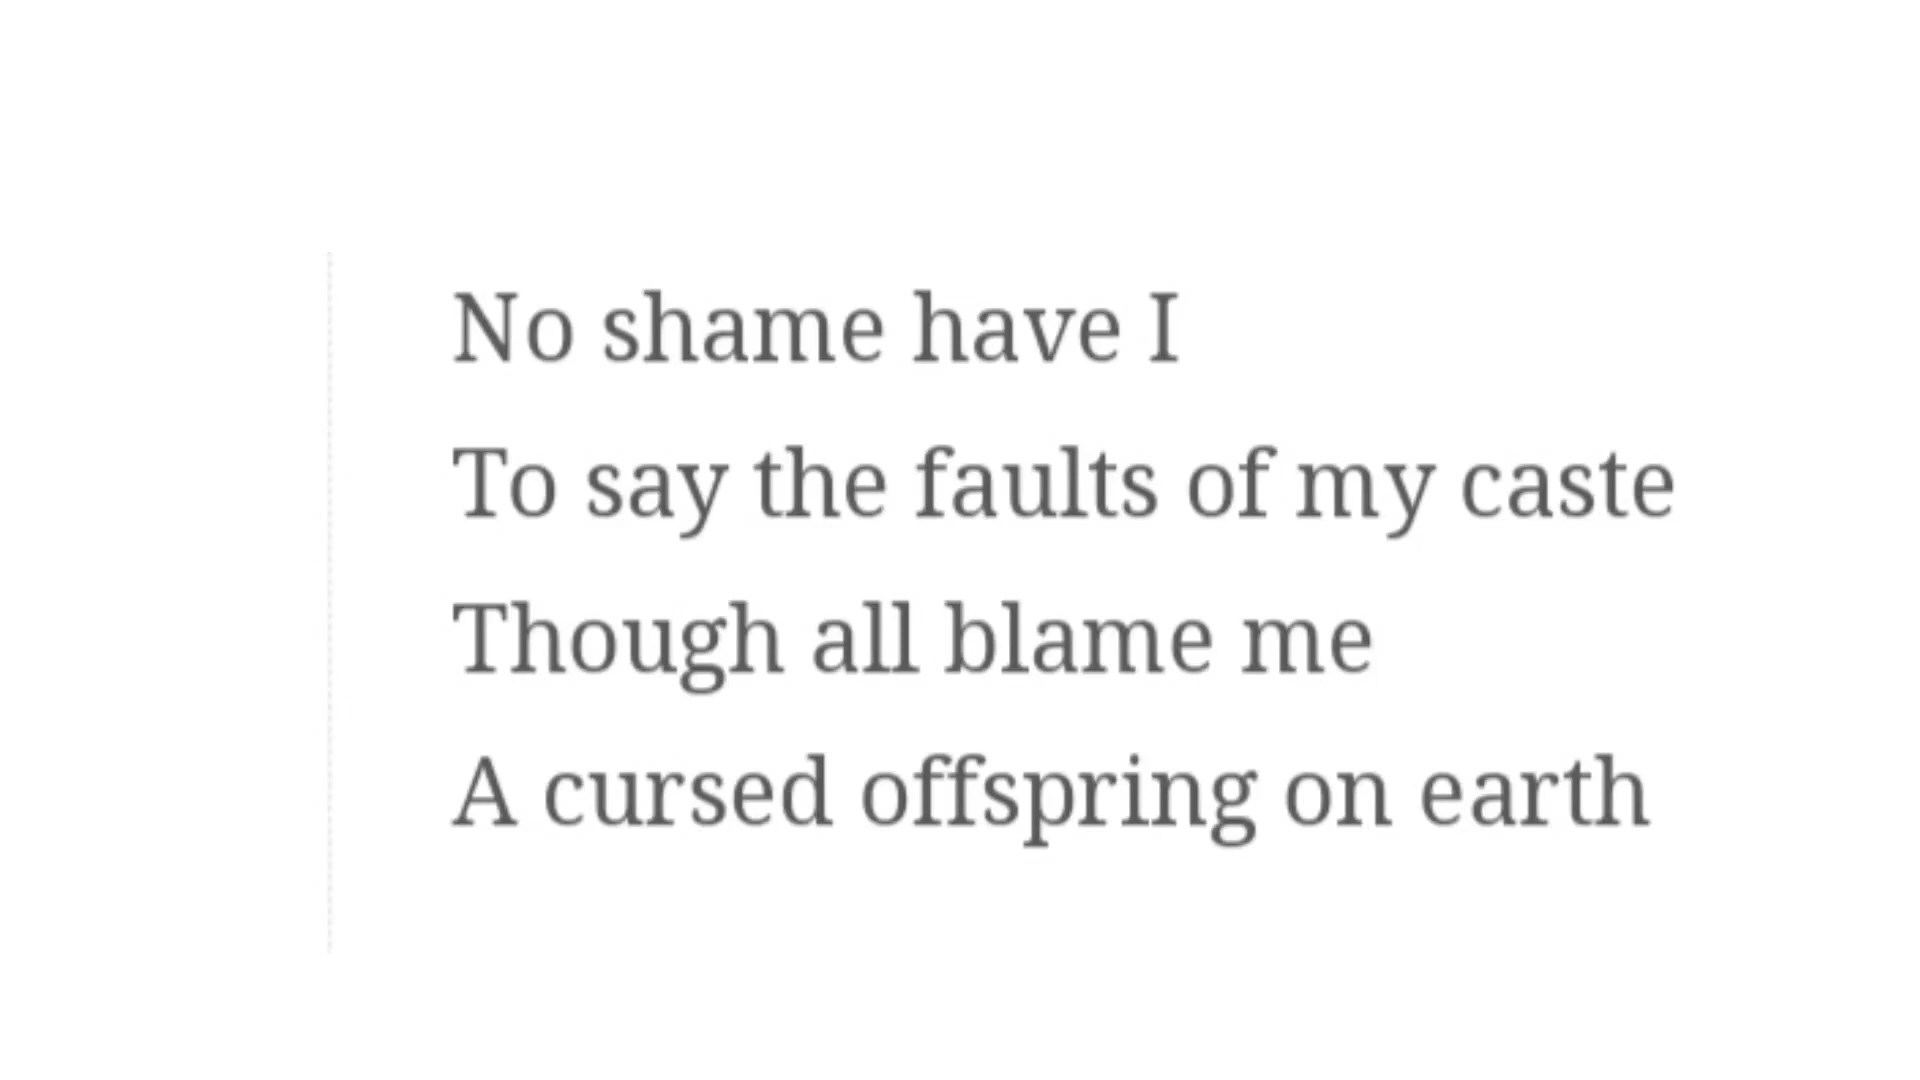 No shame have I
To say the faults of my caste
Though all blame me
A cursed offspring on earth